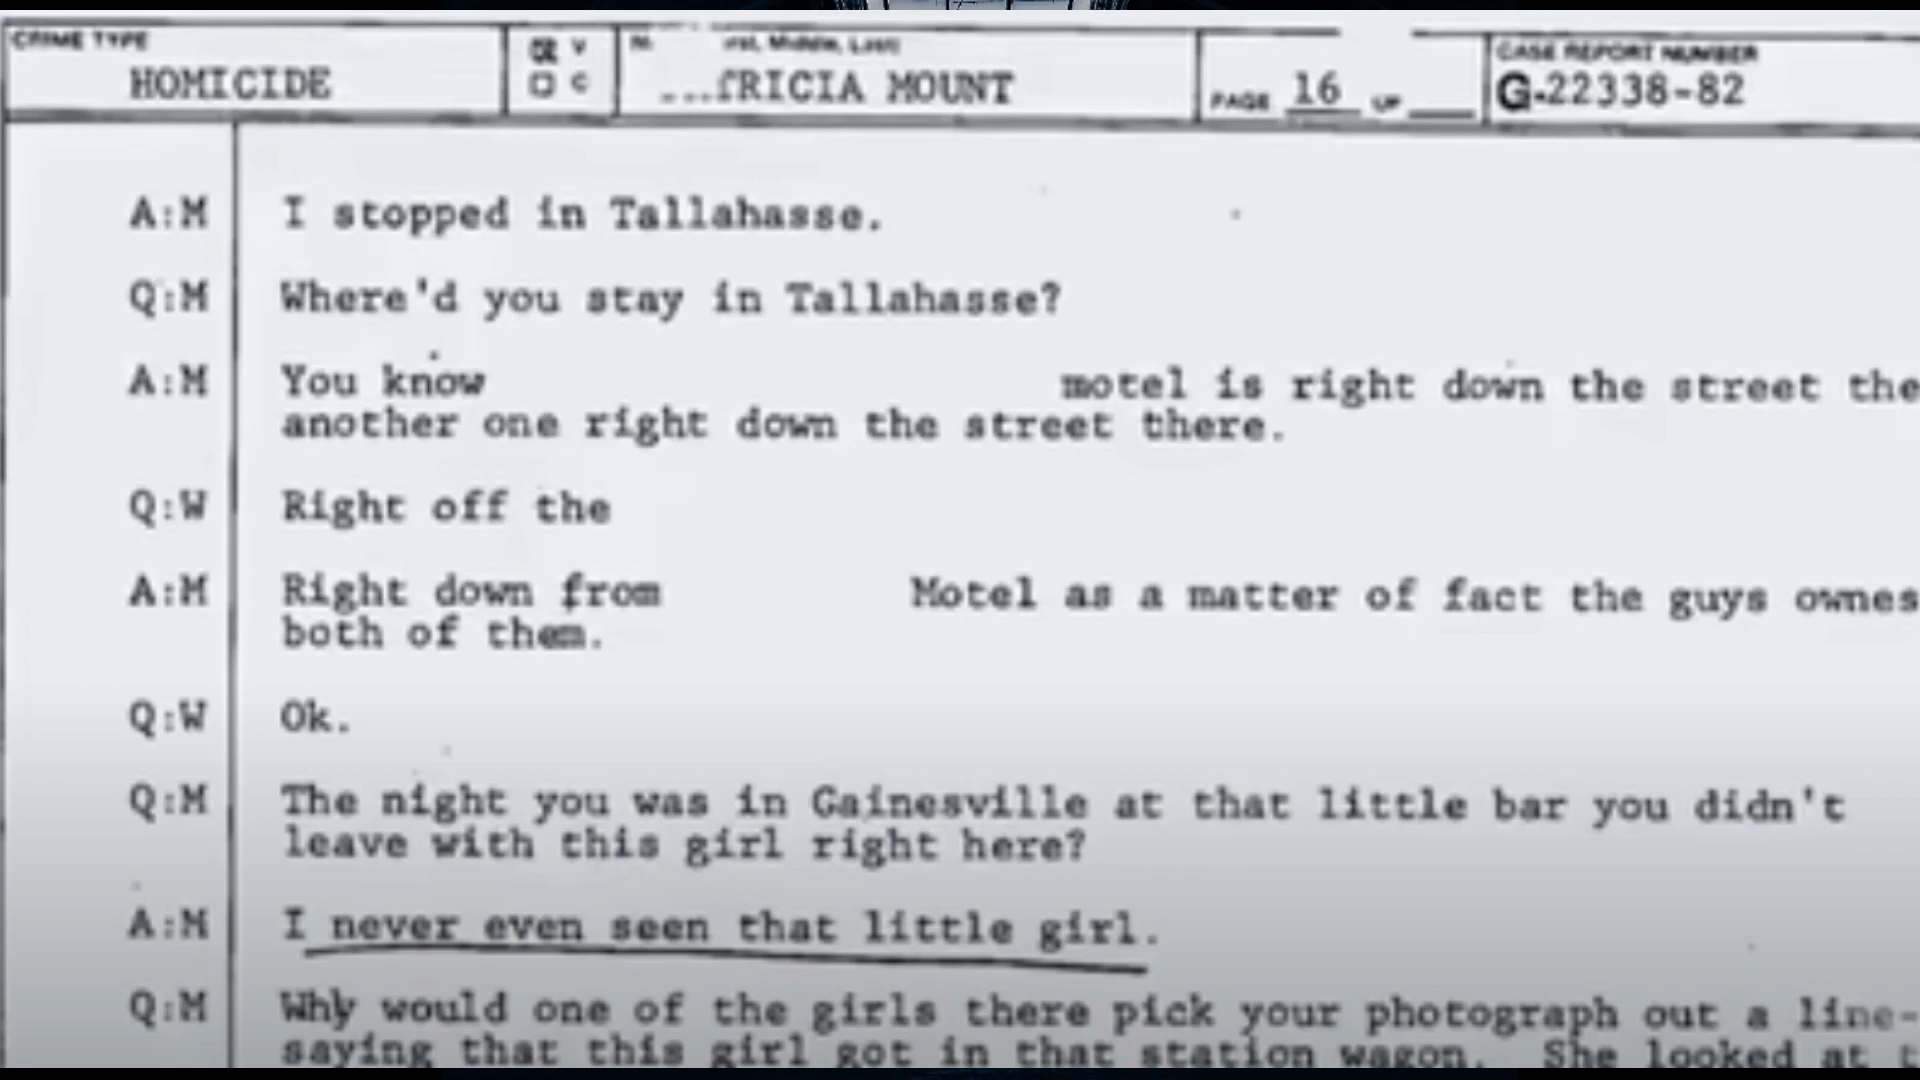 CRIME TYPE
HOMICIDE
OR V
C
rst, Middle, Last)
TRICIA MOUNT
PAGE 16 OF
CASE REPORT NUMBER
G-22338-82
A:M I stopped in Tallahasse.
Q:M Where'd you stay in Tallahasse?
A:M You know motel is right down the street the
another one right down the street there.
Q:W Right off the
A:M Right down from Motel as a matter of fact the guys ownes
both of them.
Q:W Ok.
Q:M The night you was in Gainesville at that little bar you didn't
leave with this girl right here?
A:M I never even seen that little girl.
Q:M Why would one of the girls there pick your photograph out a line-
saying that this girl got in that station wagon. She looked at t